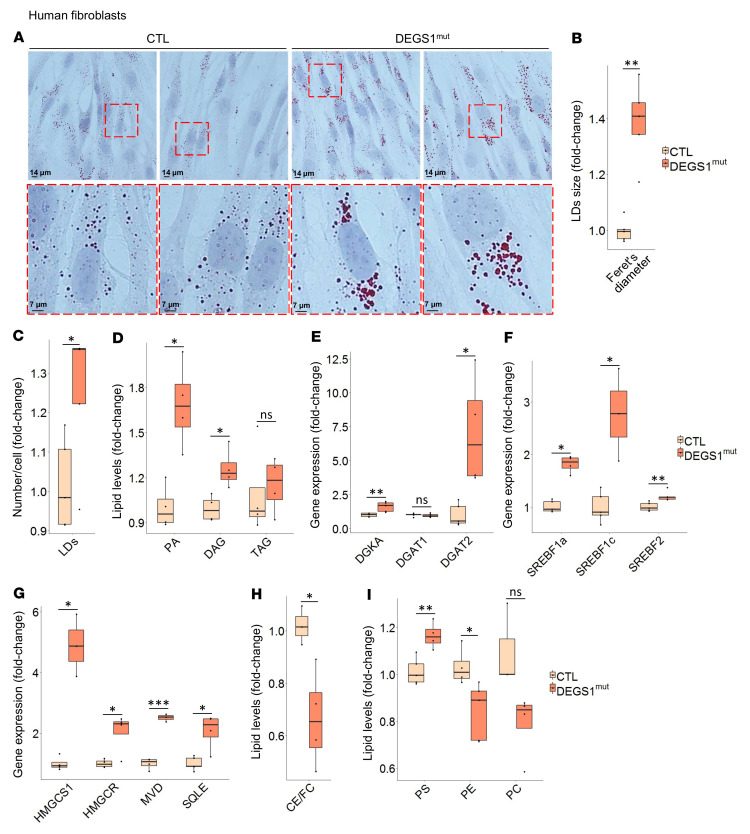 Human fibroblasts
A
CTL
DEGS1mut
14 µm
14 µm
14 µm
14 µm
7 µm
7 µm
7 µm
7 µm
B
**
LDs size (fold-change)
1.4
1.2
1.0
Feret's
diameter
CTL
DEGS1mut
C
*
Number/cell (fold-change)
1.3
1.2
1.1
1.0
0.9
LDs
D
*
*
ns
Lipid levels (fold-change)
1.8
1.5
1.2
0.9
PA
DAG
TAG
E
**
ns
*
Gene expression (fold-change)
12.5
10.0
7.5
5.0
2.5
0
DGKA
DGAT1
DGAT2
F
*
*
**
Gene expression (fold-change)
3
2
1
SREBF1a
SREBF1c
SREBF2
CTL
DEGS1mut
G
*
*
***
*
Gene expression (fold-change)
6
4
2
HMGCS1
HMGCR
MVD
SQLE
H
*
Lipid levels (fold-change)
1.0
0.8
0.6
CE/FC
I
**
*
ns
Lipid levels (fold-change)
1.2
1.0
0.8
0.6
PS
PE
PC
CTL
DEGS1mut